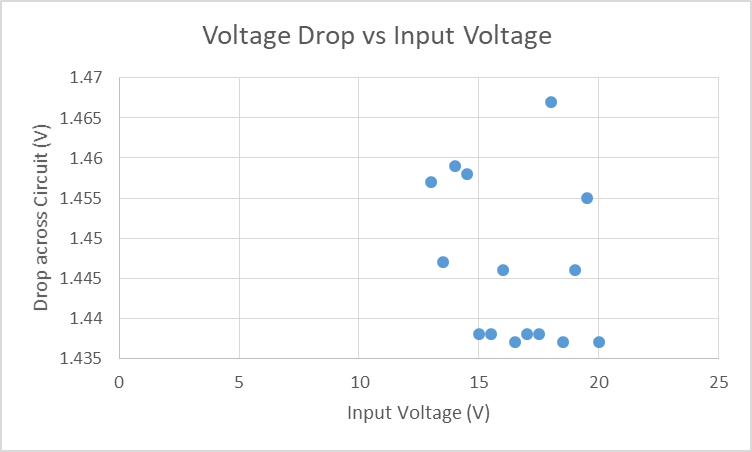 Voltage Drop vs Input Voltage
Drop across Circuit (V)
1.47
1.465
1.46
1.455
1.45
1.445
1.44
1.435
0 5 10 15 20 25
Input Voltage (V)